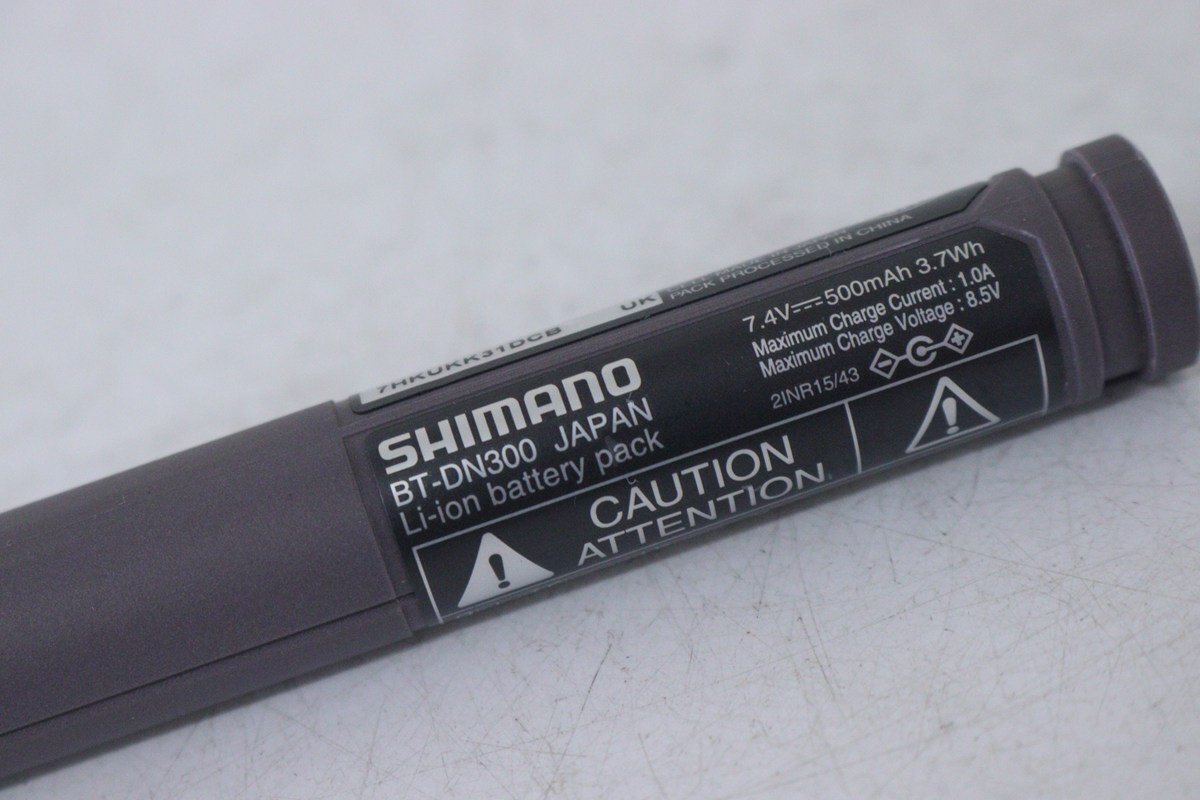 7HKUKK31DCB
UK
PACK PROCESSED IN CHINA
SHIMANO
BT-DN300 JAPAN
Li-ion battery pack
7.4V⎓500mAh 3.7Wh
Maximum Charge Current : 1.0A
Maximum Charge Voltage : 8.5V
2INR15/43
CAUTION
ATTENTION